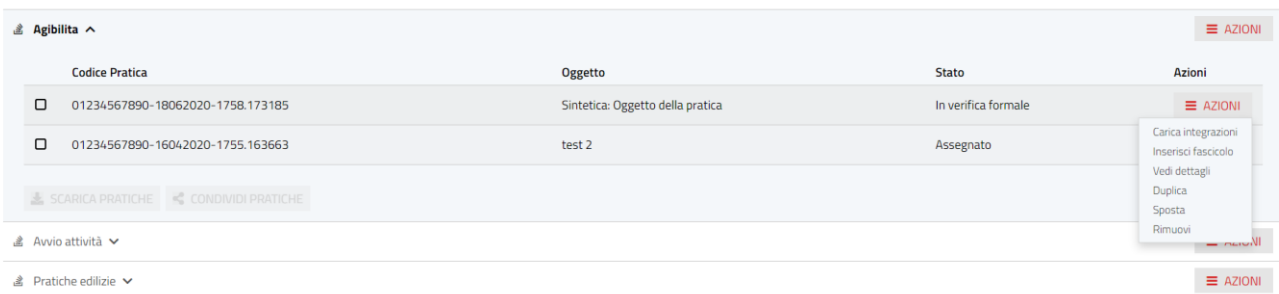 Agibilita
AZIONI
Codice Pratica Oggetto Stato Azioni
01234567890-18062020-1758.173185 Sintetica: Oggetto della pratica In verifica formale AZIONI
01234567890-16042020-1755.163663 test 2 Assegnato
Carica integrazioni
Inserisci fascicolo
Vedi dettagli
Duplica
Sposta
Rimuovi
SCARICA PRATICHE CONDIVIDI PRATICHE
Avvio attività AZIONI
Pratiche edilizie AZIONI